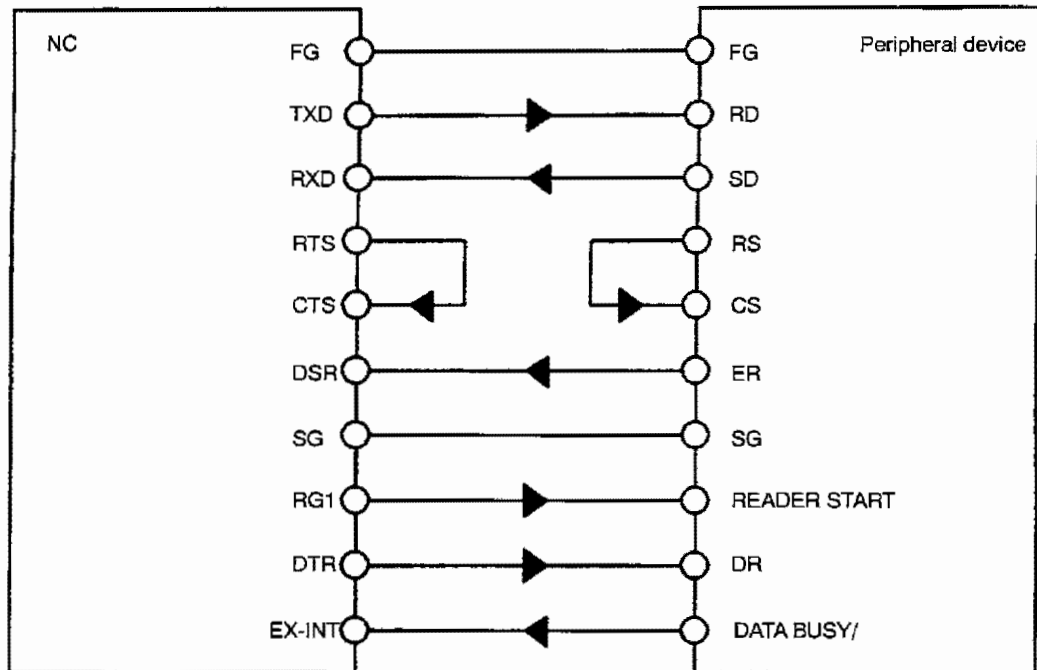 NC Peripheral device
FG FG
TXD RD
RXD SD
RTS RS
CTS CS
DSR ER
SG SG
RG1 READER START
DTR DR
EX-INT DATA BUSY/